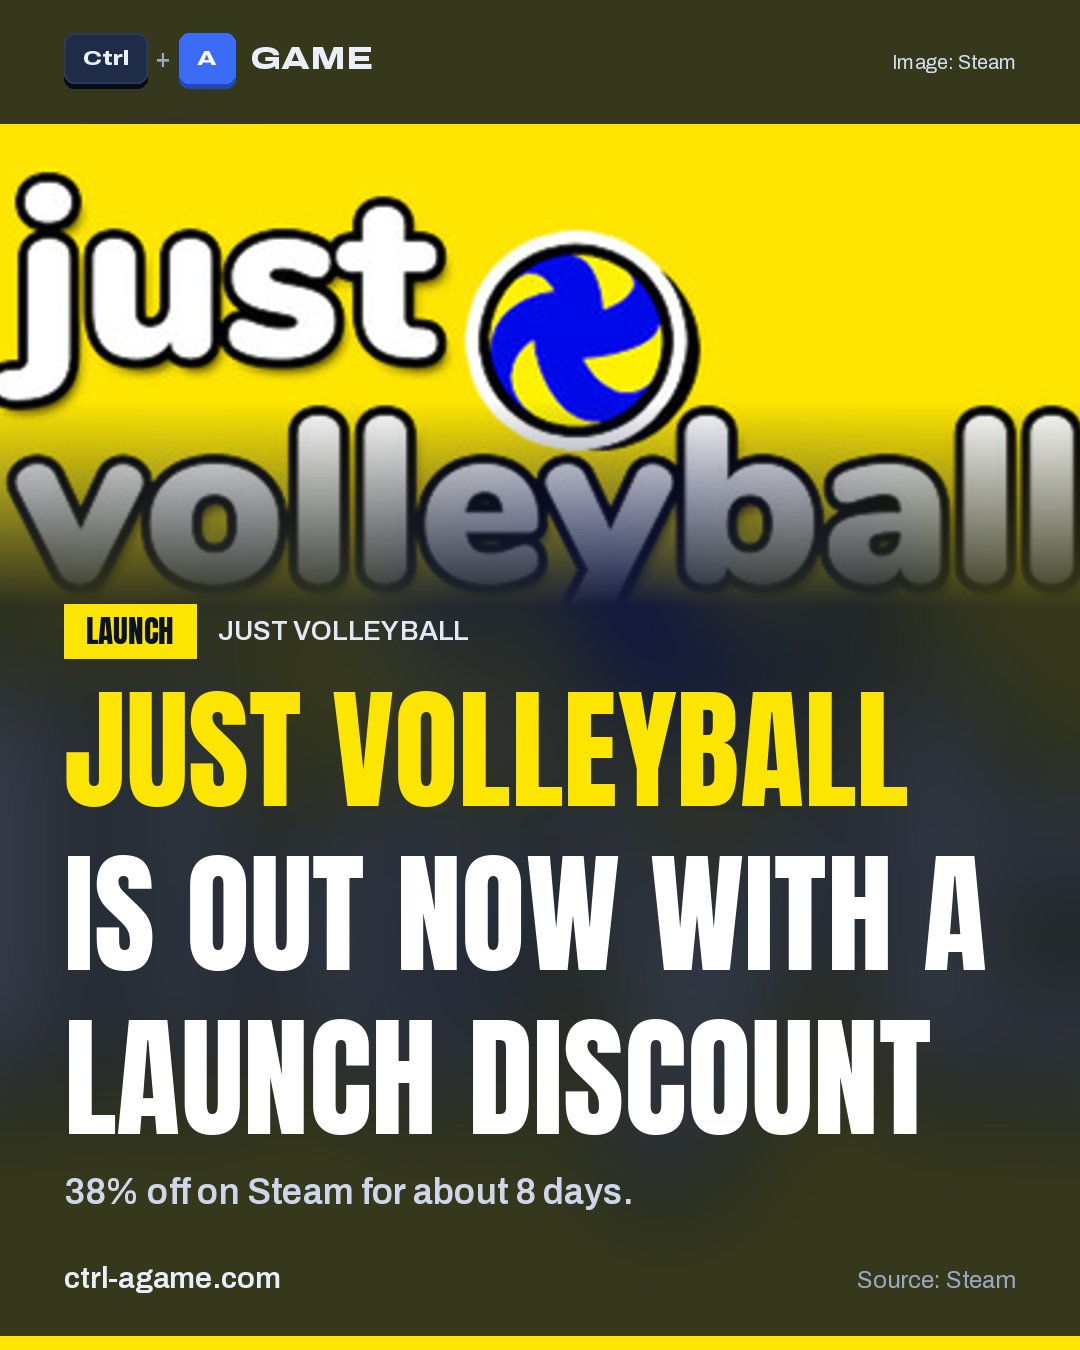 Ctrl + A GAME
Image: Steam
just
volleyball
LAUNCH JUST VOLLEYBALL
JUST VOLLEYBALL
IS OUT NOW WITH A
LAUNCH DISCOUNT
38% off on Steam for about 8 days.
ctrl-agame.com
Source: Steam